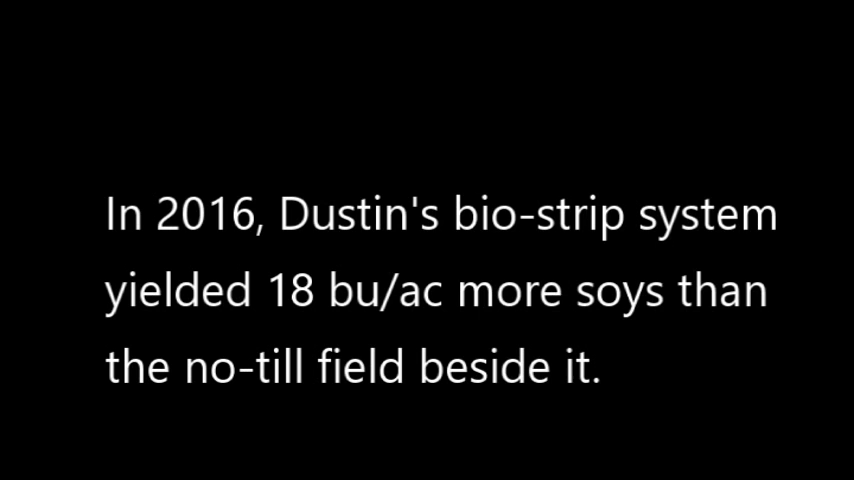 In 2016, Dustin's bio-strip system
yielded 18 bu/ac more soys than
the no-till field beside it.